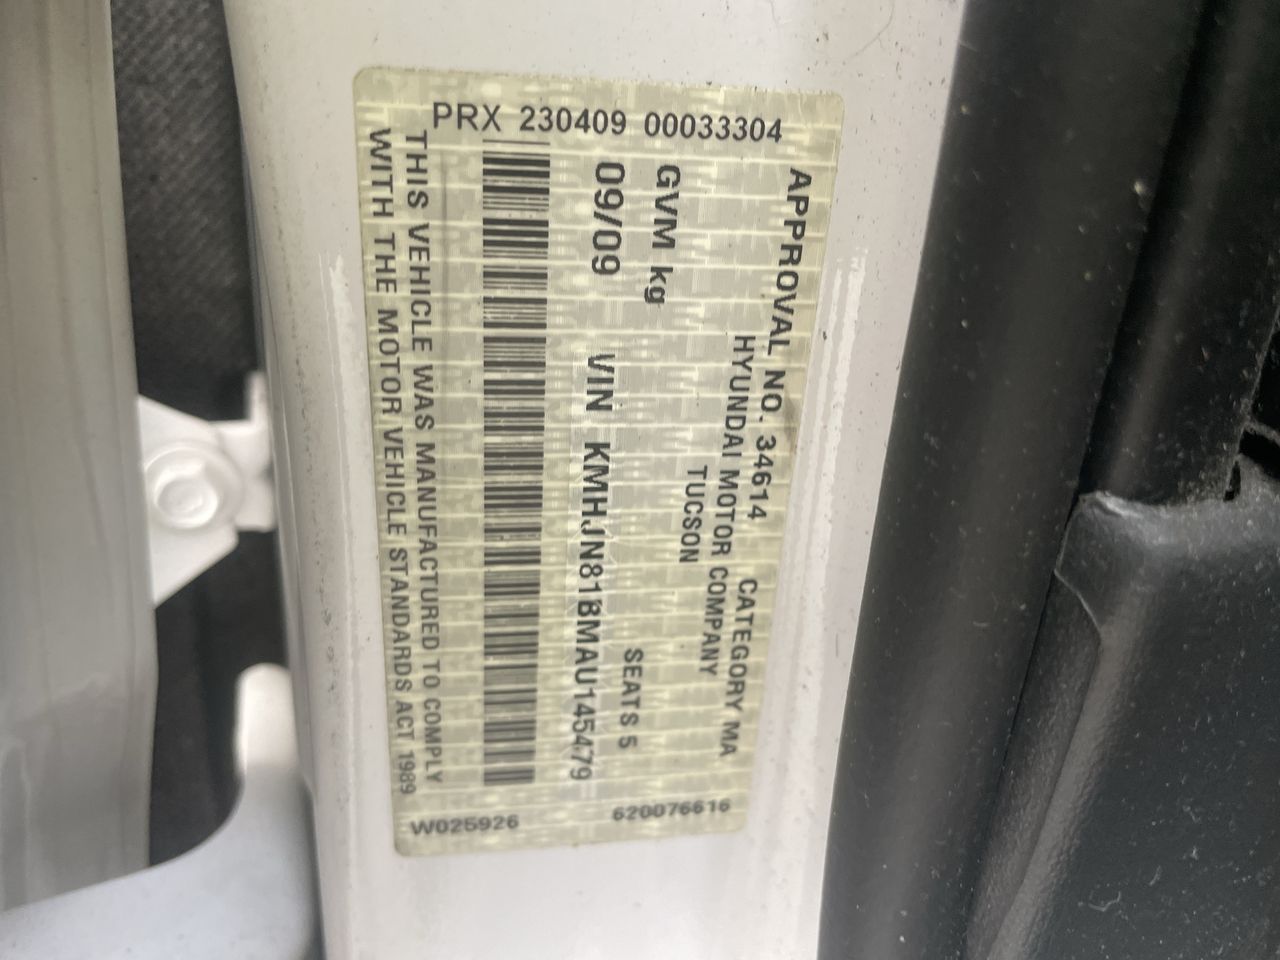 PRX 230409 00033304
APPROVAL NO. 34614 CATEGORY MA
HYUNDAI MOTOR COMPANY
TUCSON
GVM kg SEATS 5
09/09 VIN KMHJN81BMAU145479
THIS VEHICLE WAS MANUFACTURED TO COMPLY
WITH THE MOTOR VEHICLE STANDARDS ACT 1989
W025926 620076616